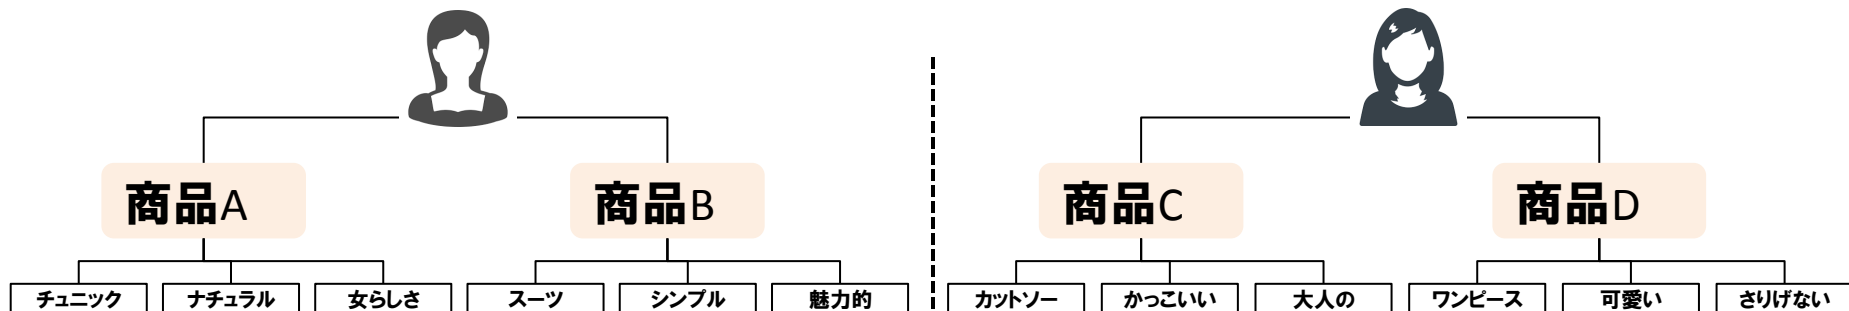 商品A
商品B
商品C
商品D
チュニック
ナチュラル
女らしさ
スーツ
シンプル
魅力的
カットソー
かっこいい
大人の
ワンピース
可愛い
さりげない